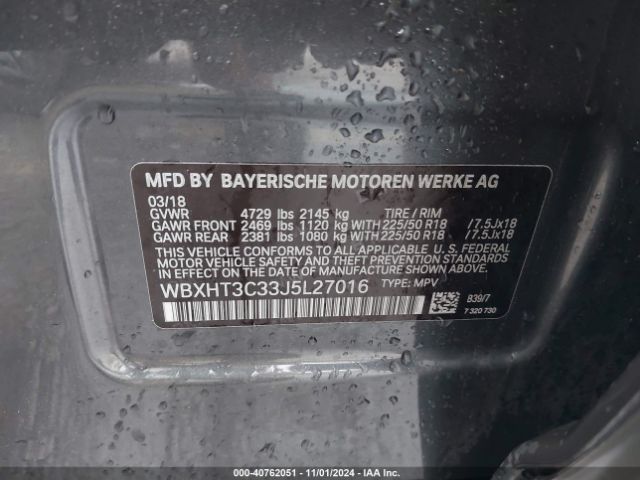 MFD BY BAYERISCHE MOTOREN WERKE AG
03/18
GVWR 4729 lbs 2145 kg TIRE / RIM
GAWR FRONT 2469 lbs 1120 kg WITH 225/50 R18 / 7.5Jx18
GAWR REAR 2381 lbs 1080 kg WITH 225/50 R18 / 7.5Jx18
THIS VEHICLE CONFORMS TO ALL APPLICABLE U. S. FEDERAL
MOTOR VEHICLE SAFETY, BUMPER, AND THEFT PREVENTION
STANDARDS IN EFFECT ON THE DATE OF MANUFACTURE SHOWN ABOVE.
WBXHT3C33J5L27016 TYPE: MPV
B39/7
7 320 730
000-40762051 - 11/01/2024 - IAA Inc.